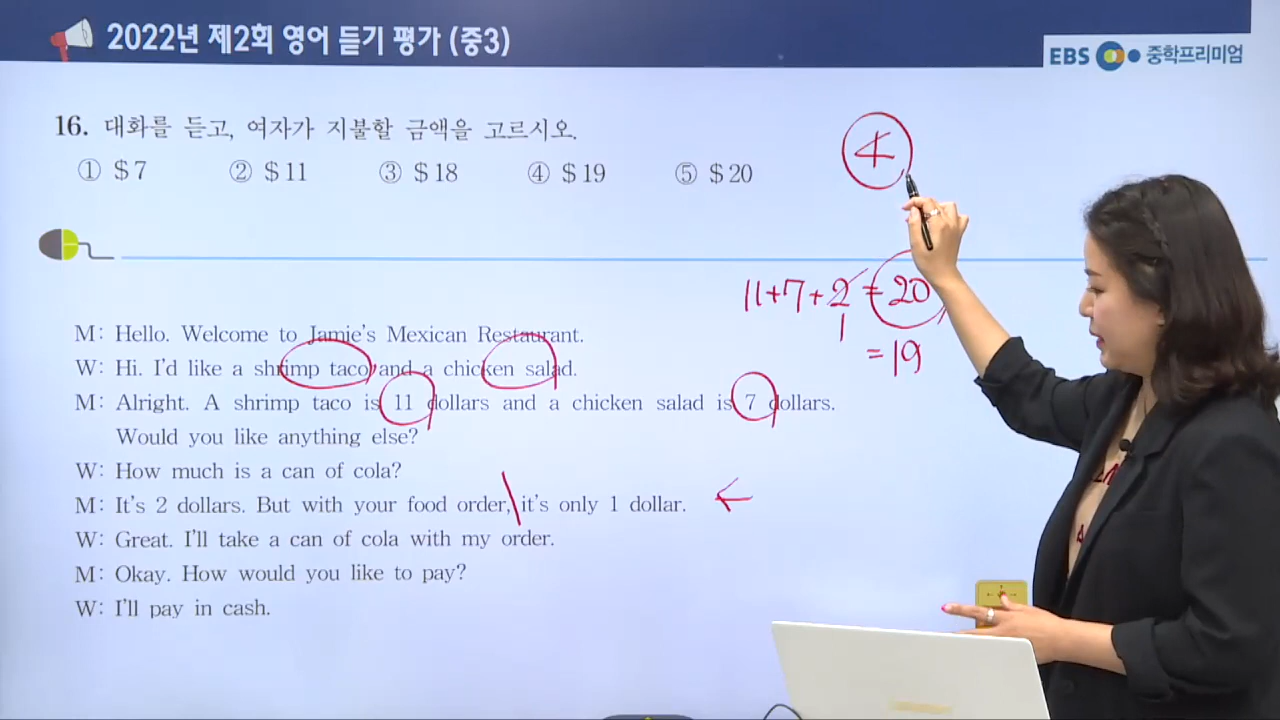 2022년 제2회 영어 듣기 평가 (중3)
EBS 중학프리미엄
16. 대화를 듣고, 여자가 지불할 금액을 고르시오.
① $7 ② $11 ③ $18 ④ $19 ⑤ $20
4
11+7+2=20
1
=19
M: Hello. Welcome to Jamie's Mexican Restaurant.
W: Hi. I'd like a shrimp taco and a chicken salad.
M: Alright. A shrimp taco is 11 dollars and a chicken salad is 7 dollars.
Would you like anything else?
W: How much is a can of cola?
M: It's 2 dollars. But with your food order, it's only 1 dollar.
W: Great. I'll take a can of cola with my order.
M: Okay. How would you like to pay?
W: I'll pay in cash.